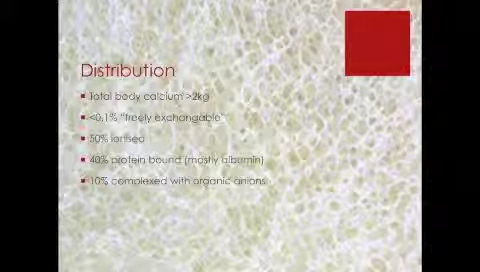 Distribution
Total body calcium >2kg
<0.1% "freely exchangable"
50% ionised
40% protein bound (mostly albumin)
10% complexed with organic anions